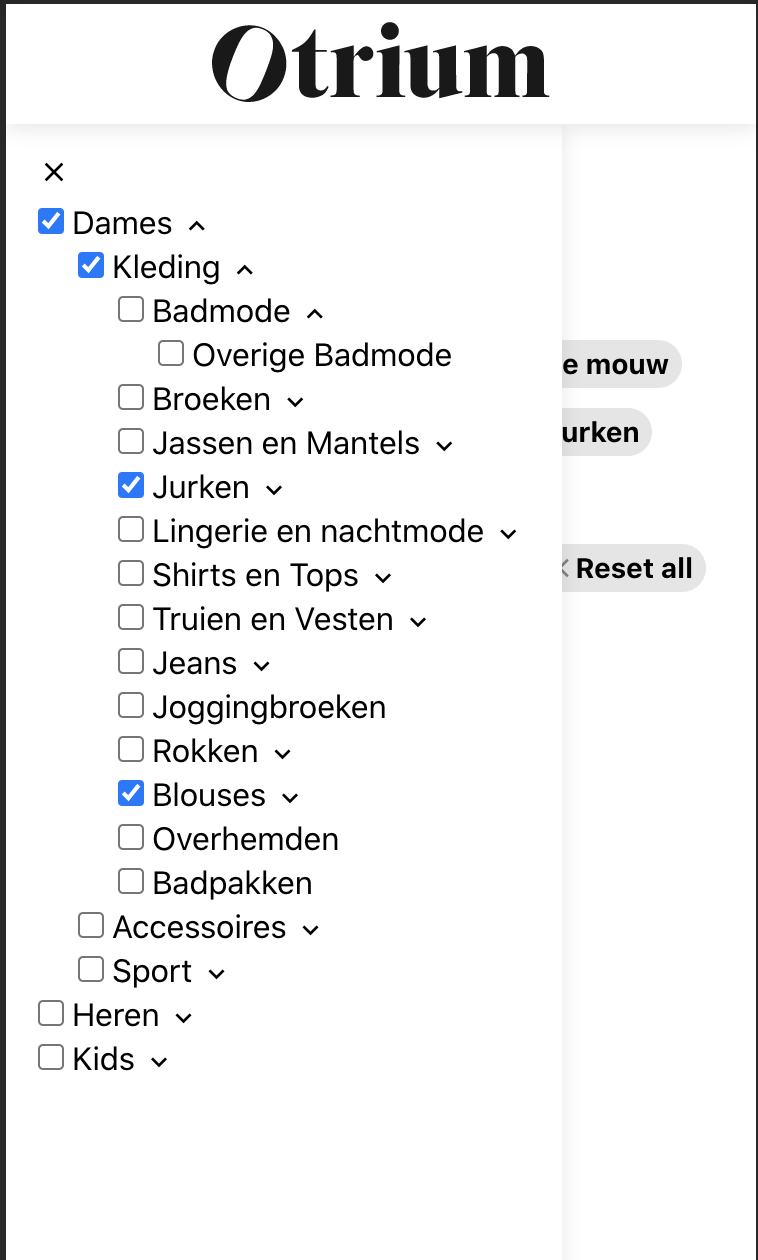 Otrium
Dames
Kleding
Badmode
Overige Badmode
e mouw
Broeken
urken
Jassen en Mantels
Jurken
Lingerie en nachtmode
Shirts en Tops
Reset all
Truien en Vesten
Jeans
Joggingbroeken
Rokken
Blouses
Overhemden
Badpakken
Accessoires
Sport
Heren
Kids